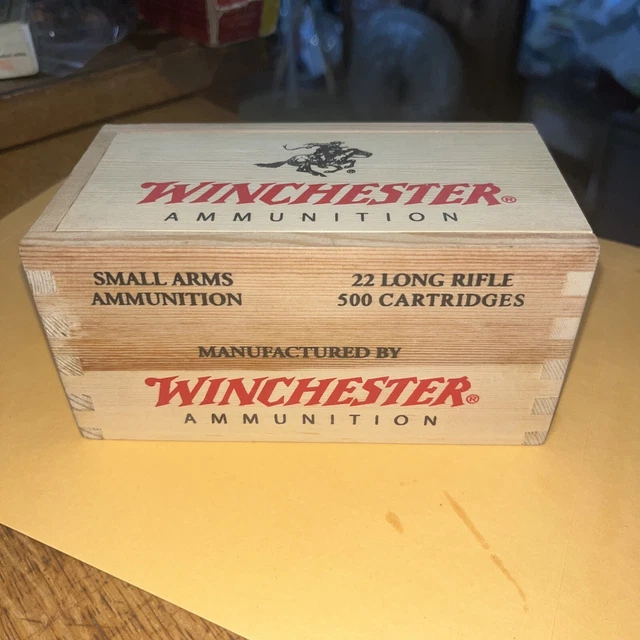 WINCHESTER®
AMMUNITION
SMALL ARMS
AMMUNITION
22 LONG RIFLE
500 CARTRIDGES
MANUFACTURED BY
WINCHESTER®
AMMUNITION